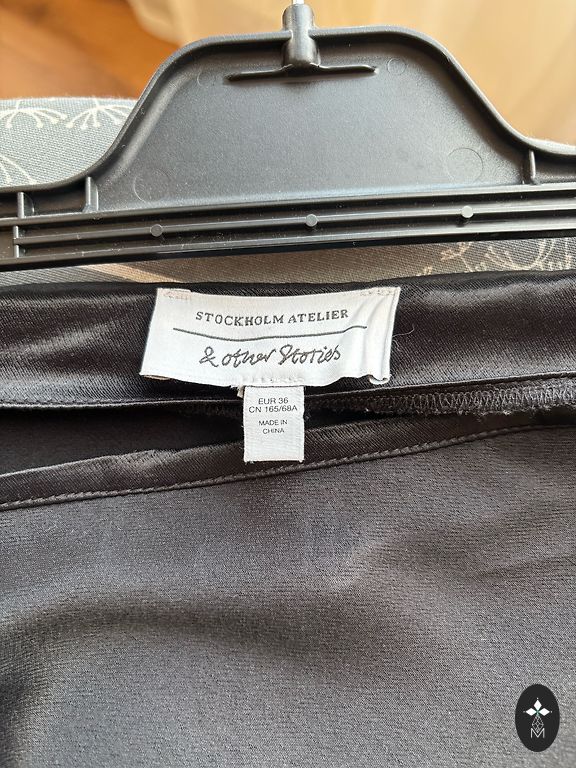 STOCKHOLM ATELIER
& other Stories
EUR 36
CN 165/68A
MADE IN
CHINA
M